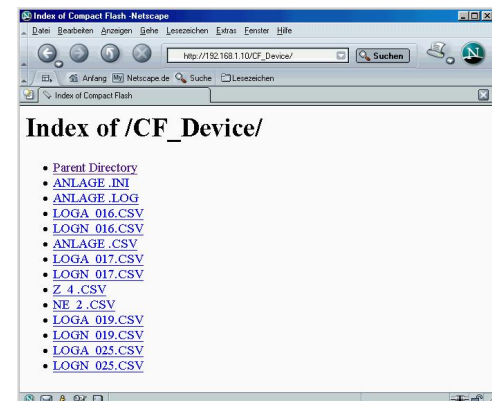 Index of Compact Flash - Netscape
Datei Bearbeiten Anzeigen Gehe Lesezeichen Extras Fenster Hilfe
http://192.168.1.10/CF_Device/ Suchen
Anfang My Netscape.de Suche Lesezeichen
Index of Compact Flash
Index of /CF_Device/
Parent Directory
ANLAGE .INI
ANLAGE .LOG
LOGA 016.CSV
LOGN 016.CSV
ANLAGE .CSV
LOGA 017.CSV
LOGN 017.CSV
Z 4 .CSV
NE 2 .CSV
LOGA 019.CSV
LOGN 019.CSV
LOGA 025.CSV
LOGN 025.CSV